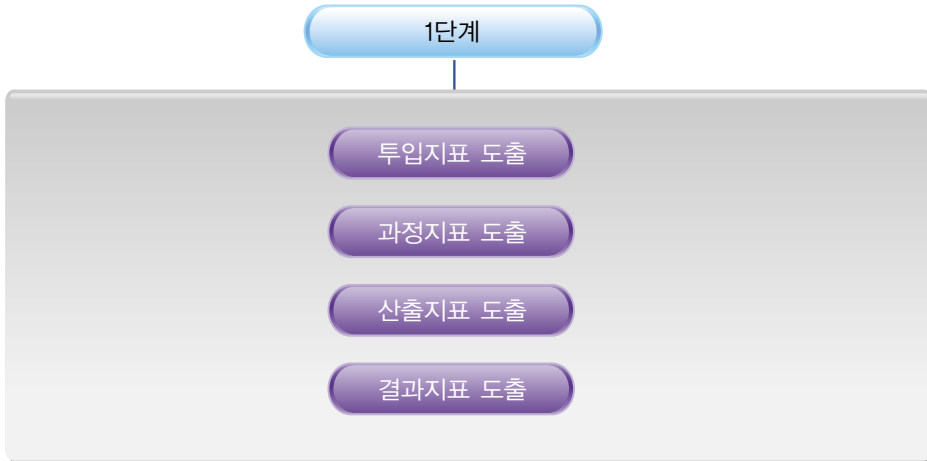 1단계
투입지표 도출
과정지표 도출
산출지표 도출
결과지표 도출